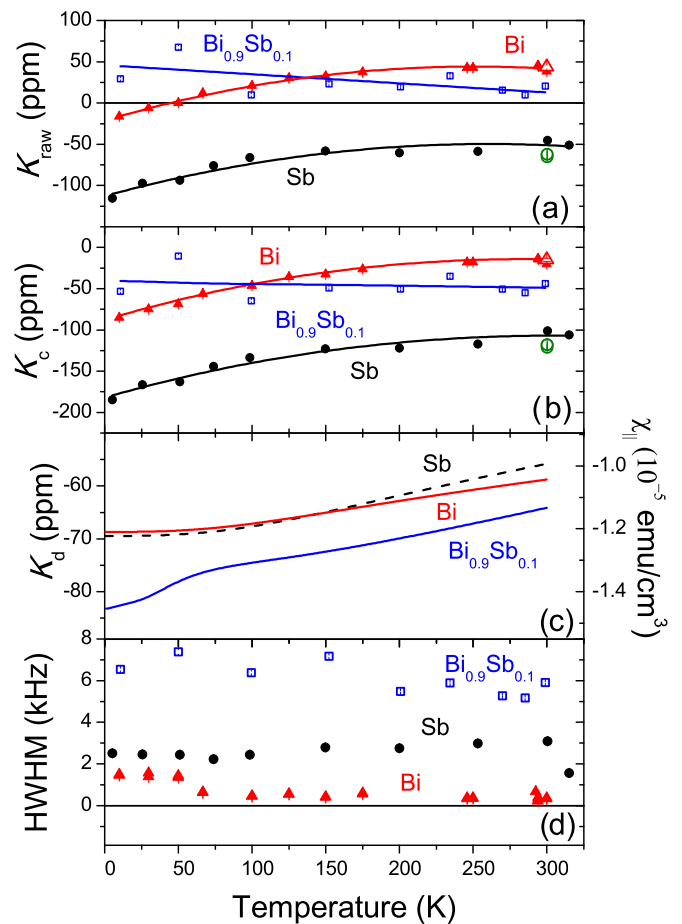 100
50
0
-50
-100
K_raw (ppm)
Bi0.9Sb0.1
Bi
Sb
(a)
0
-50
-100
-150
-200
K_c (ppm)
Bi
Bi0.9Sb0.1
Sb
(b)
-60
-70
-80
K_d (ppm)
Sb
Bi
Bi0.9Sb0.1
(c)
-1.0
-1.2
-1.4
χ|| (10⁻⁵ emu/cm³)
8
6
4
2
0
HWHM (kHz)
Bi0.9Sb0.1
Sb
Bi
(d)
0 50 100 150 200 250 300
Temperature (K)